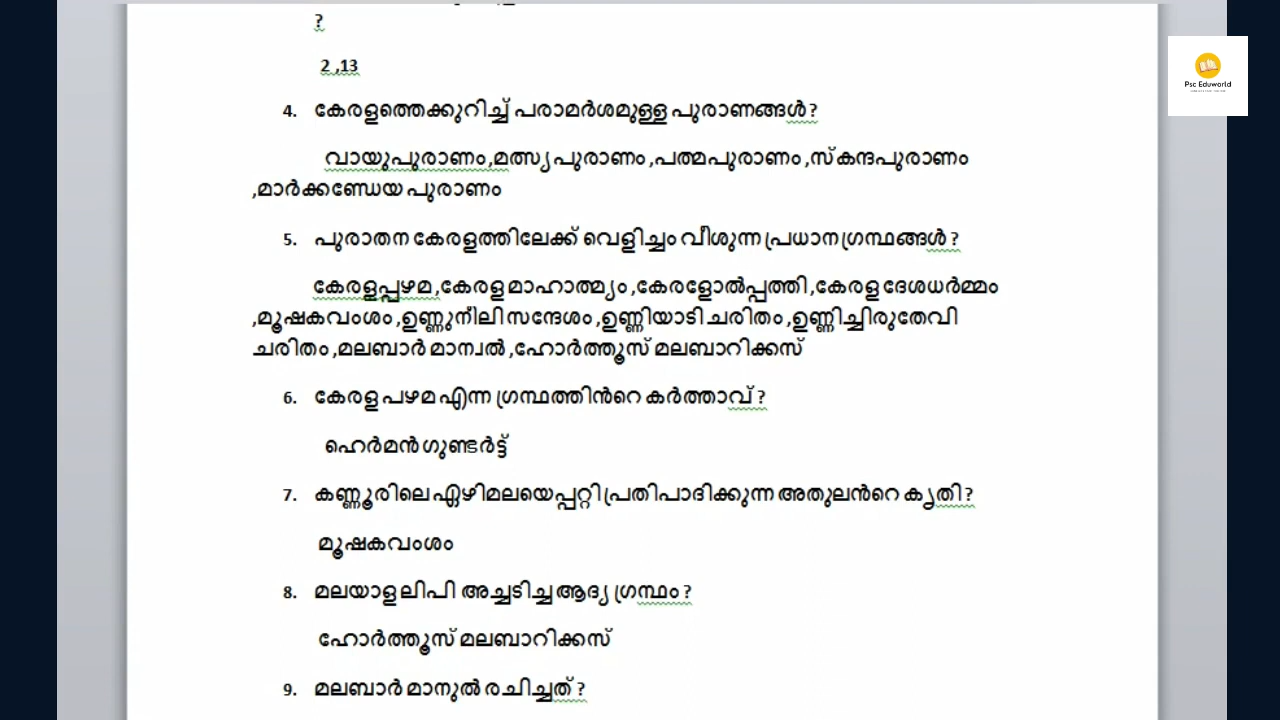 ?
2 ,13
4. കേരളത്തെക്കുറിച്ച് പരാമർശമുള്ള പുരാണങ്ങൾ ?
വായുപുരാണം ,മത്സ്യ പുരാണം ,പത്മപുരാണം ,സ്കന്ദപുരാണം
,മാർക്കണ്ഡേയ പുരാണം
5. പുരാതന കേരളത്തിലേക്ക് വെളിച്ചം വീശുന്ന പ്രധാന ഗ്രന്ഥങ്ങൾ ?
കേരളപ്പഴമ ,കേരള മാഹാത്മ്യം ,കേരളോൽപ്പത്തി ,കേരള ദേശധർമ്മം
,മൂഷകവംശം ,ഉണ്ണുനീലി സന്ദേശം ,ഉണ്ണിയാടി ചരിതം ,ഉണ്ണിച്ചിരുതേവി
ചരിതം ,മലബാർ മാന്വൽ ,ഹോർത്തൂസ് മലബാറിക്കസ്
6. കേരള പഴമ എന്ന ഗ്രന്ഥത്തിൻറെ കർത്താവ് ?
ഹെർമൻ ഗുണ്ടർട്ട്
7. കണ്ണൂരിലെ ഏഴിമലയെപ്പറ്റി പ്രതിപാദിക്കുന്ന അതുലൻറെ കൃതി ?
മൂഷകവംശം
8. മലയാള ലിപി അച്ചടിച്ച ആദ്യ ഗ്രന്ഥം ?
ഹോർത്തൂസ് മലബാറിക്കസ്
9. മലബാർ മാനുൽ രചിച്ചത് ?
Psc Eduworld